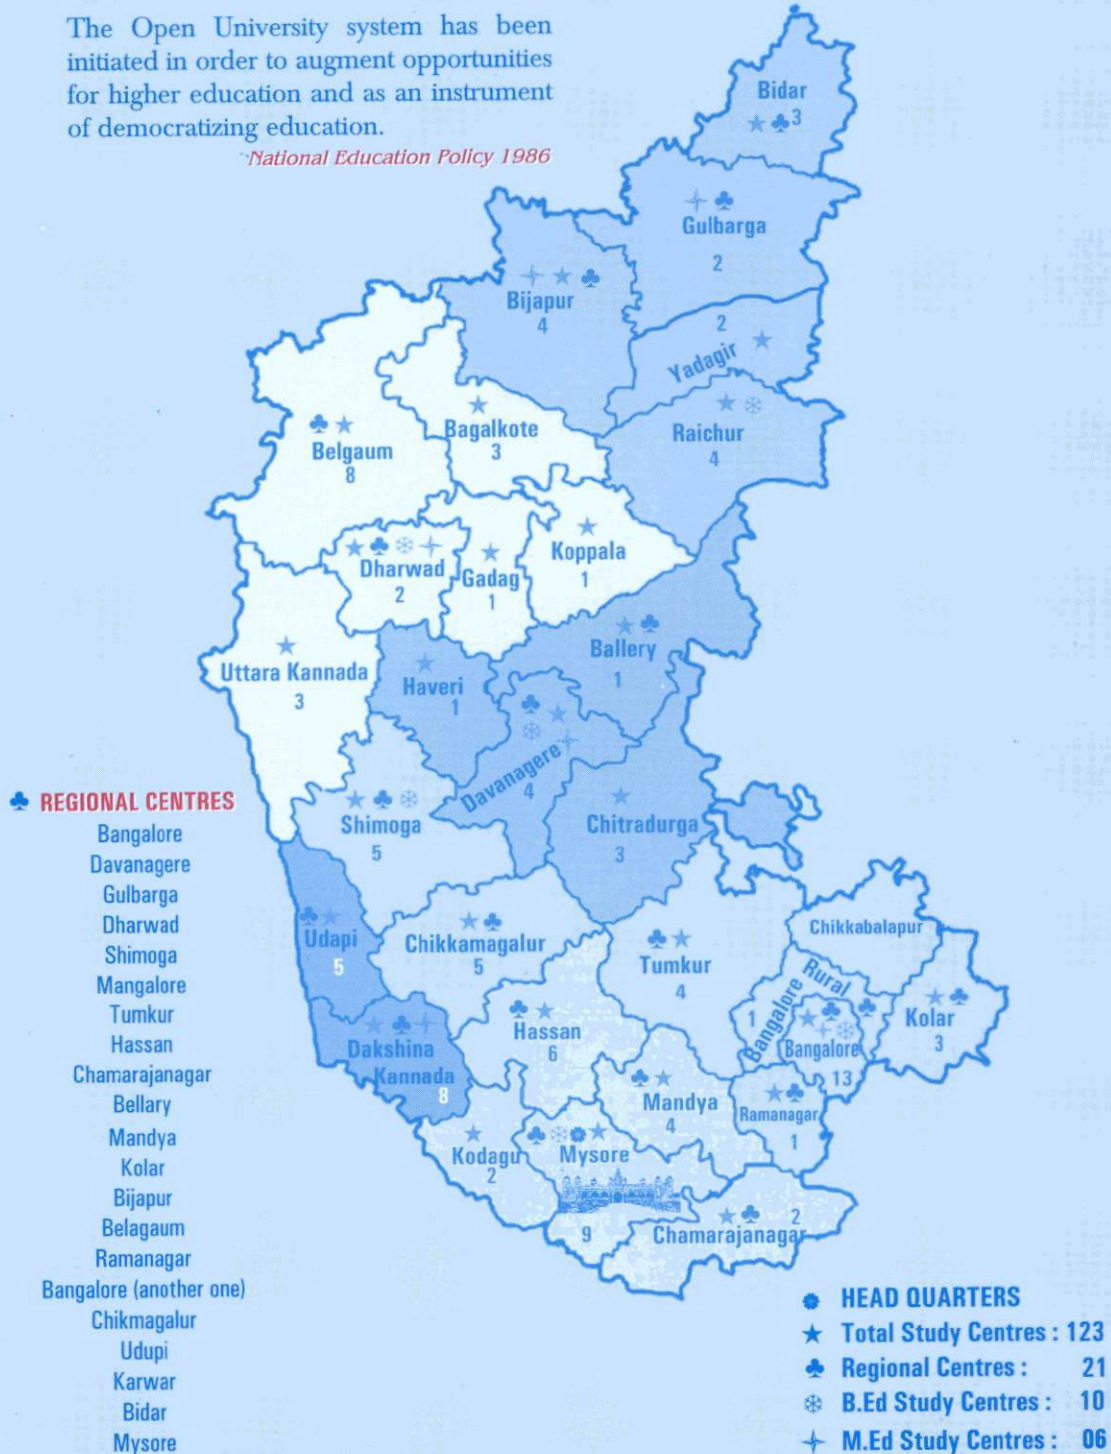 The Open University system has been
initiated in order to augment opportunities
for higher education and as an instrument
of democratizing education.
National Education Policy 1986
Bidar
3
Gulbarga
2
Bijapur
4
2
Yadagir
Raichur
4
Bagalkote
3
Belgaum
8
Koppala
1
Dharwad
2
Gadag
1
Ballery
1
Uttara Kannada
3
Haveri
1
Davanagere
4
Chitradurga
3
Shimoga
5
Udapi
5
Chikkamagalur
5
Tumkur
4
Chikkabalapur
Bangalore Rural
1
Kolar
3
Bangalore
13
Hassan
6
Dakshina
Kannada
8
Mandya
4
Ramanagar
1
Kodagu
2
Mysore
9
Chamarajanagar
2
REGIONAL CENTRES
Bangalore
Davanagere
Gulbarga
Dharwad
Shimoga
Mangalore
Tumkur
Hassan
Chamarajanagar
Bellary
Mandya
Kolar
Bijapur
Belagaum
Ramanagar
Bangalore (another one)
Chikmagalur
Udupi
Karwar
Bidar
Mysore
HEAD QUARTERS
Total Study Centres : 123
Regional Centres : 21
B.Ed Study Centres : 10
M.Ed Study Centres : 06